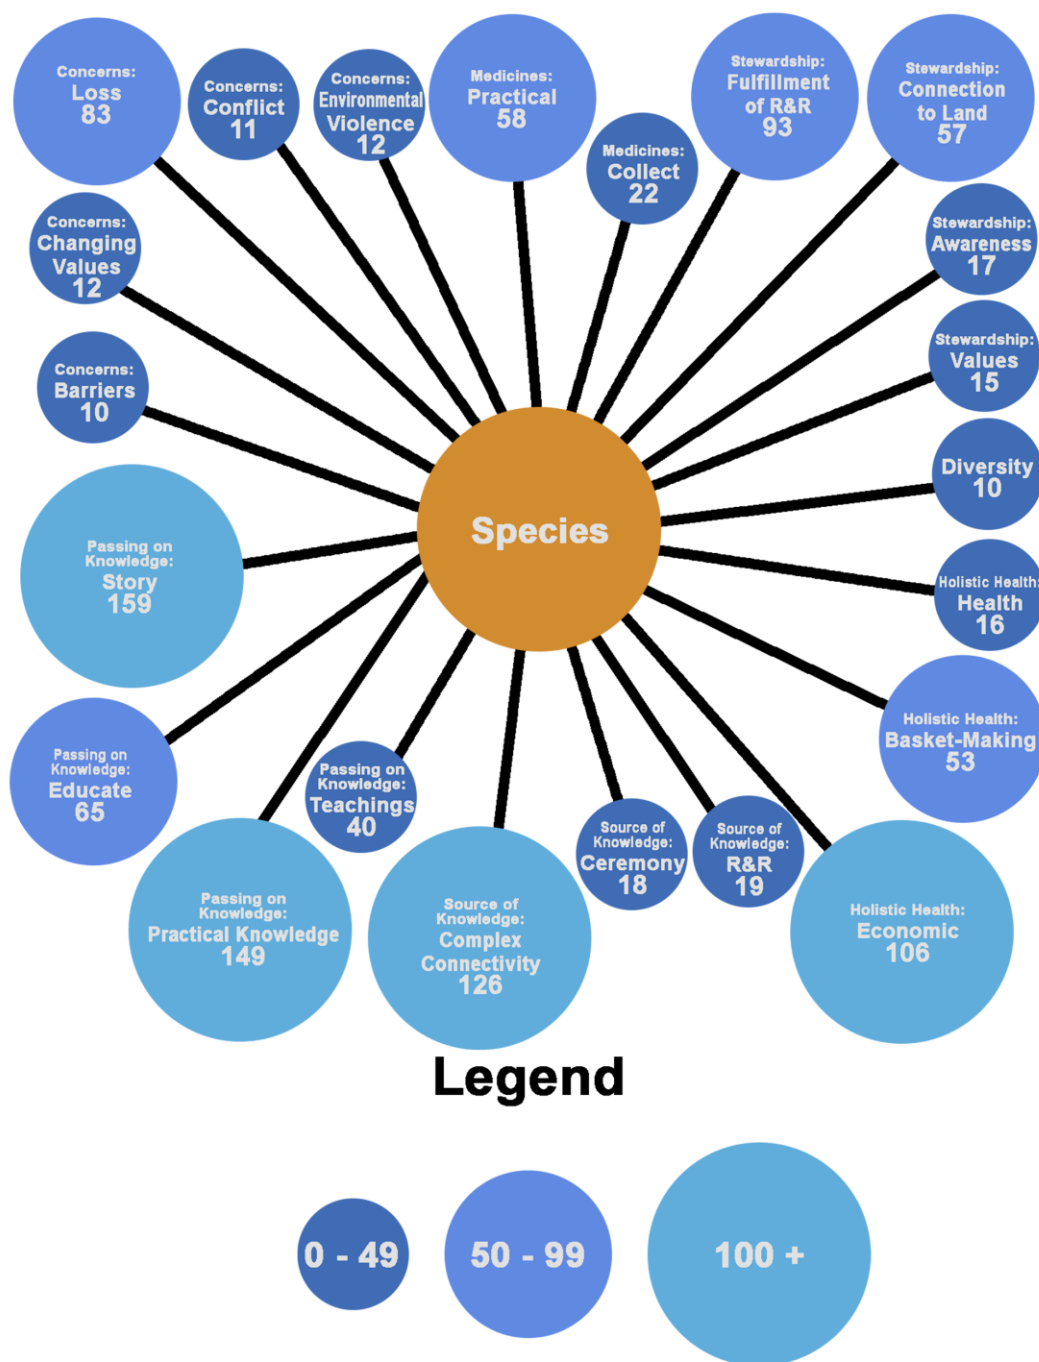 Concerns:
Loss
83
Concerns:
Conflict
11
Concerns:
Environmental
Violence
12
Medicines:
Practical
58
Medicines:
Collect
22
Stewardship:
Fulfillment
of R&R
93
Stewardship:
Connection
to Land
57
Concerns:
Changing
Values
12
Stewardship:
Awareness
17
Concerns:
Barriers
10
Stewardship:
Values
15
Diversity
10
Species
Passing on
Knowledge:
Story
159
Holistic Health:
Health
16
Holistic Health:
Basket-Making
53
Passing on
Knowledge:
Educate
65
Passing on
Knowledge:
Teachings
40
Passing on
Knowledge:
Practical Knowledge
149
Source of
Knowledge:
Complex
Connectivity
126
Source of
Knowledge:
Ceremony
18
Source of
Knowledge:
R&R
19
Holistic Health:
Economic
106
Legend
0 - 49
50 - 99
100 +